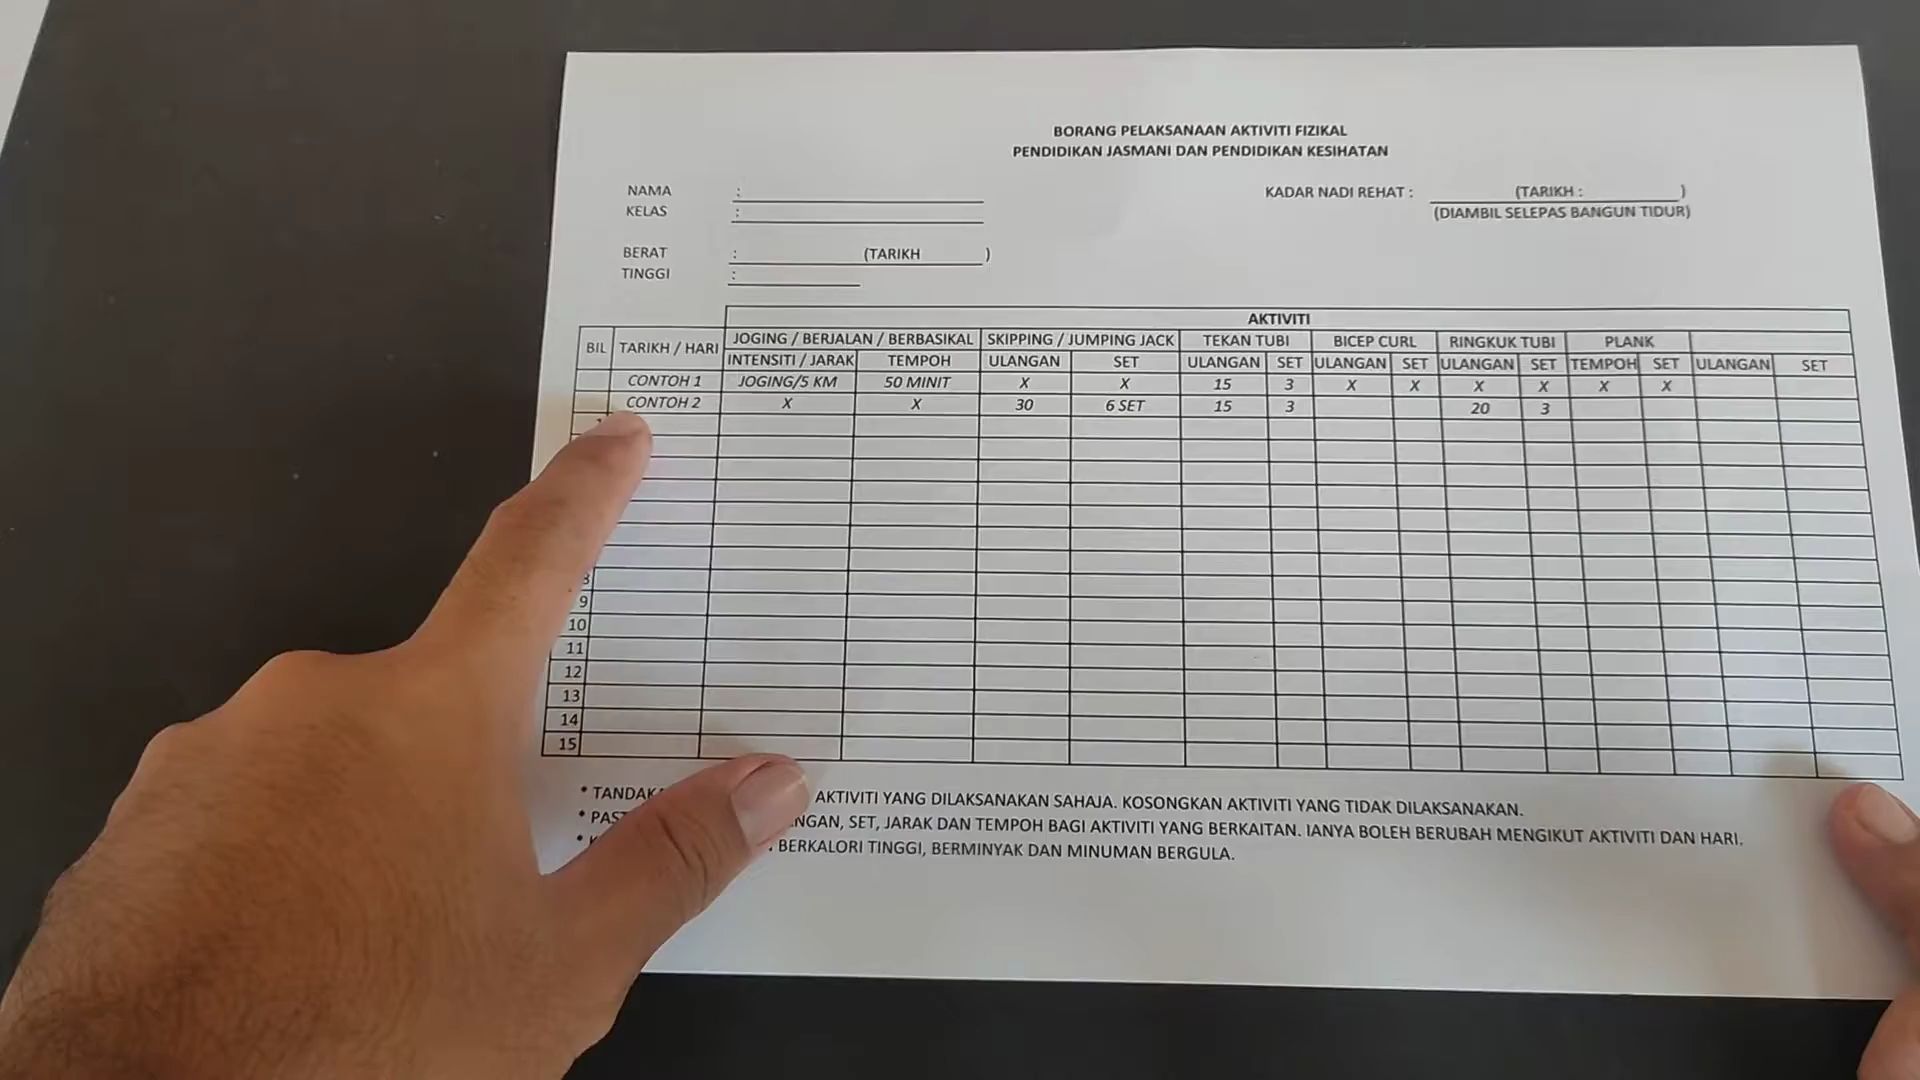 BORANG PELAKSANAAN AKTIVITI FIZIKAL
PENDIDIKAN JASMANI DAN PENDIDIKAN KESIHATAN
NAMA : KADAR NADI REHAT : (TARIKH : )
KELAS : (DIAMBIL SELEPAS BANGUN TIDUR)
BERAT : (TARIKH )
TINGGI :
AKTIVITI
BIL TARIKH / HARI JOGING / BERJALAN / BERBASIKAL SKIPPING / JUMPING JACK TEKAN TUBI BICEP CURL RINGKUK TUBI PLANK
INTENSITI / JARAK TEMPOH ULANGAN SET ULANGAN SET ULANGAN SET ULANGAN SET TEMPOH SET ULANGAN SET
CONTOH 1 JOGING/5 KM 50 MINIT X X 15 3 X X X X X X
CONTOH 2 X X 30 6 SET 15 3 20 3
9
10
11
12
13
14
15
* AKTIVITI YANG DILAKSANAKAN SAHAJA. KOSONGKAN AKTIVITI YANG TIDAK DILAKSANAKAN.
* SET, JARAK DAN TEMPOH BAGI AKTIVITI YANG BERKAITAN. IANYA BOLEH BERUBAH MENGIKUT AKTIVITI DAN HARI.
* BERKALORI TINGGI, BERMINYAK DAN MINUMAN BERGULA.